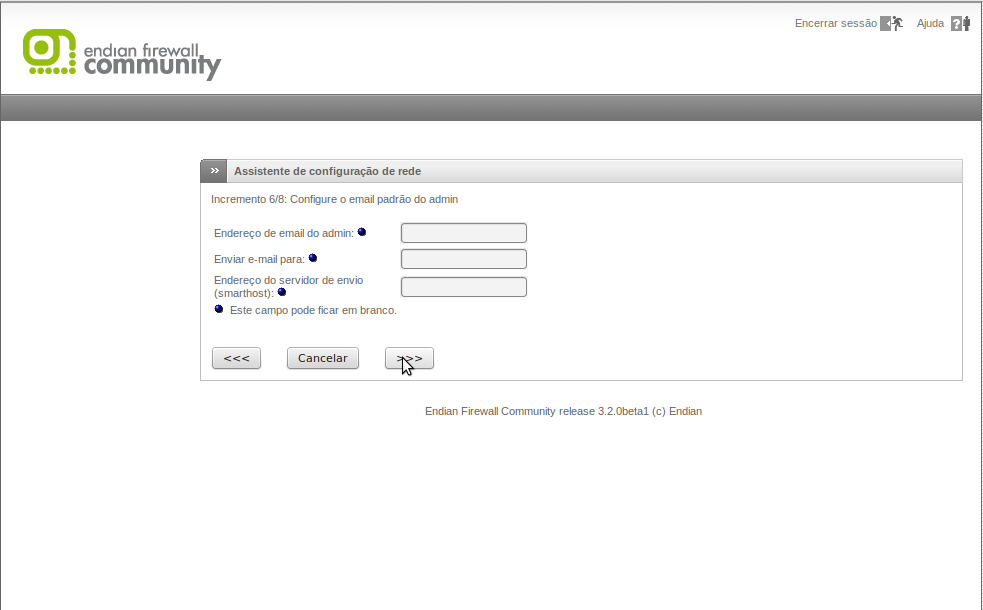 Encerrar sessão Ajuda ?
endian firewall
community
» Assistente de configuração de rede
Incremento 6/8: Configure o email padrão do admin
Endereço de email do admin:
Enviar e-mail para:
Endereço do servidor de envio
(smarthost):
Este campo pode ficar em branco.
<<< Cancelar >>>
Endian Firewall Community release 3.2.0beta1 (c) Endian